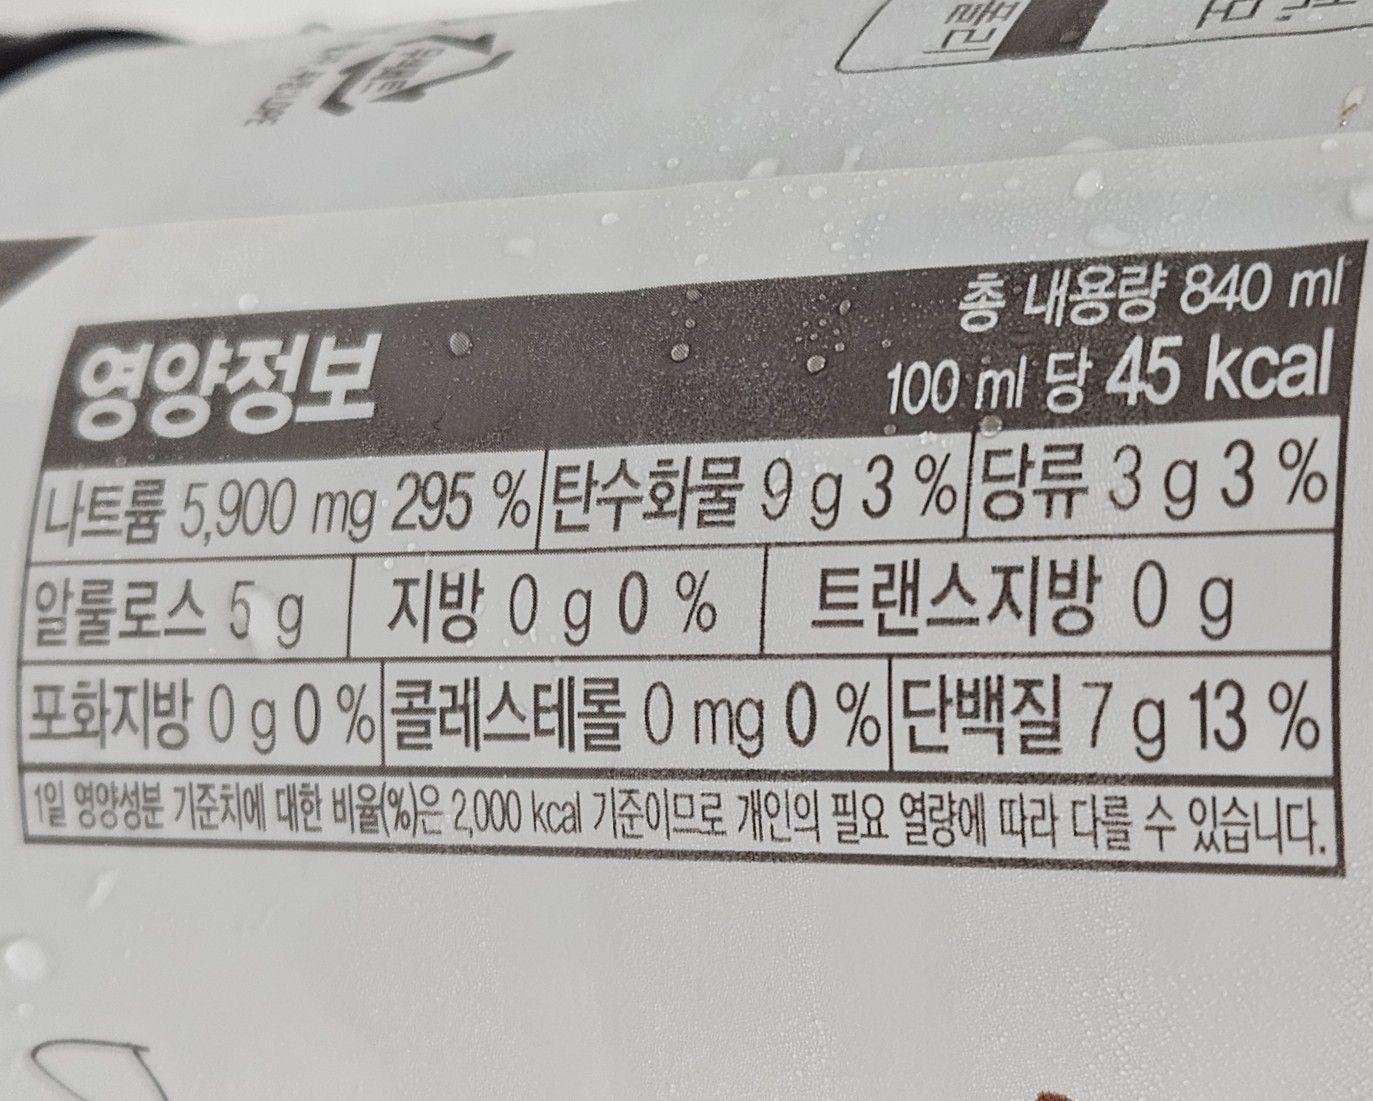 영양정보
총 내용량 840 ml
100 ml 당 45 kcal
나트륨 5,900 mg 295 % 탄수화물 9 g 3 % 당류 3 g 3 %
알룰로스 5 g 지방 0 g 0 % 트랜스지방 0 g
포화지방 0 g 0 % 콜레스테롤 0 mg 0 % 단백질 7 g 13 %
1일 영양성분 기준치에 대한 비율(%)은 2,000 kcal 기준이므로 개인의 필요 열량에 따라 다를 수 있습니다.